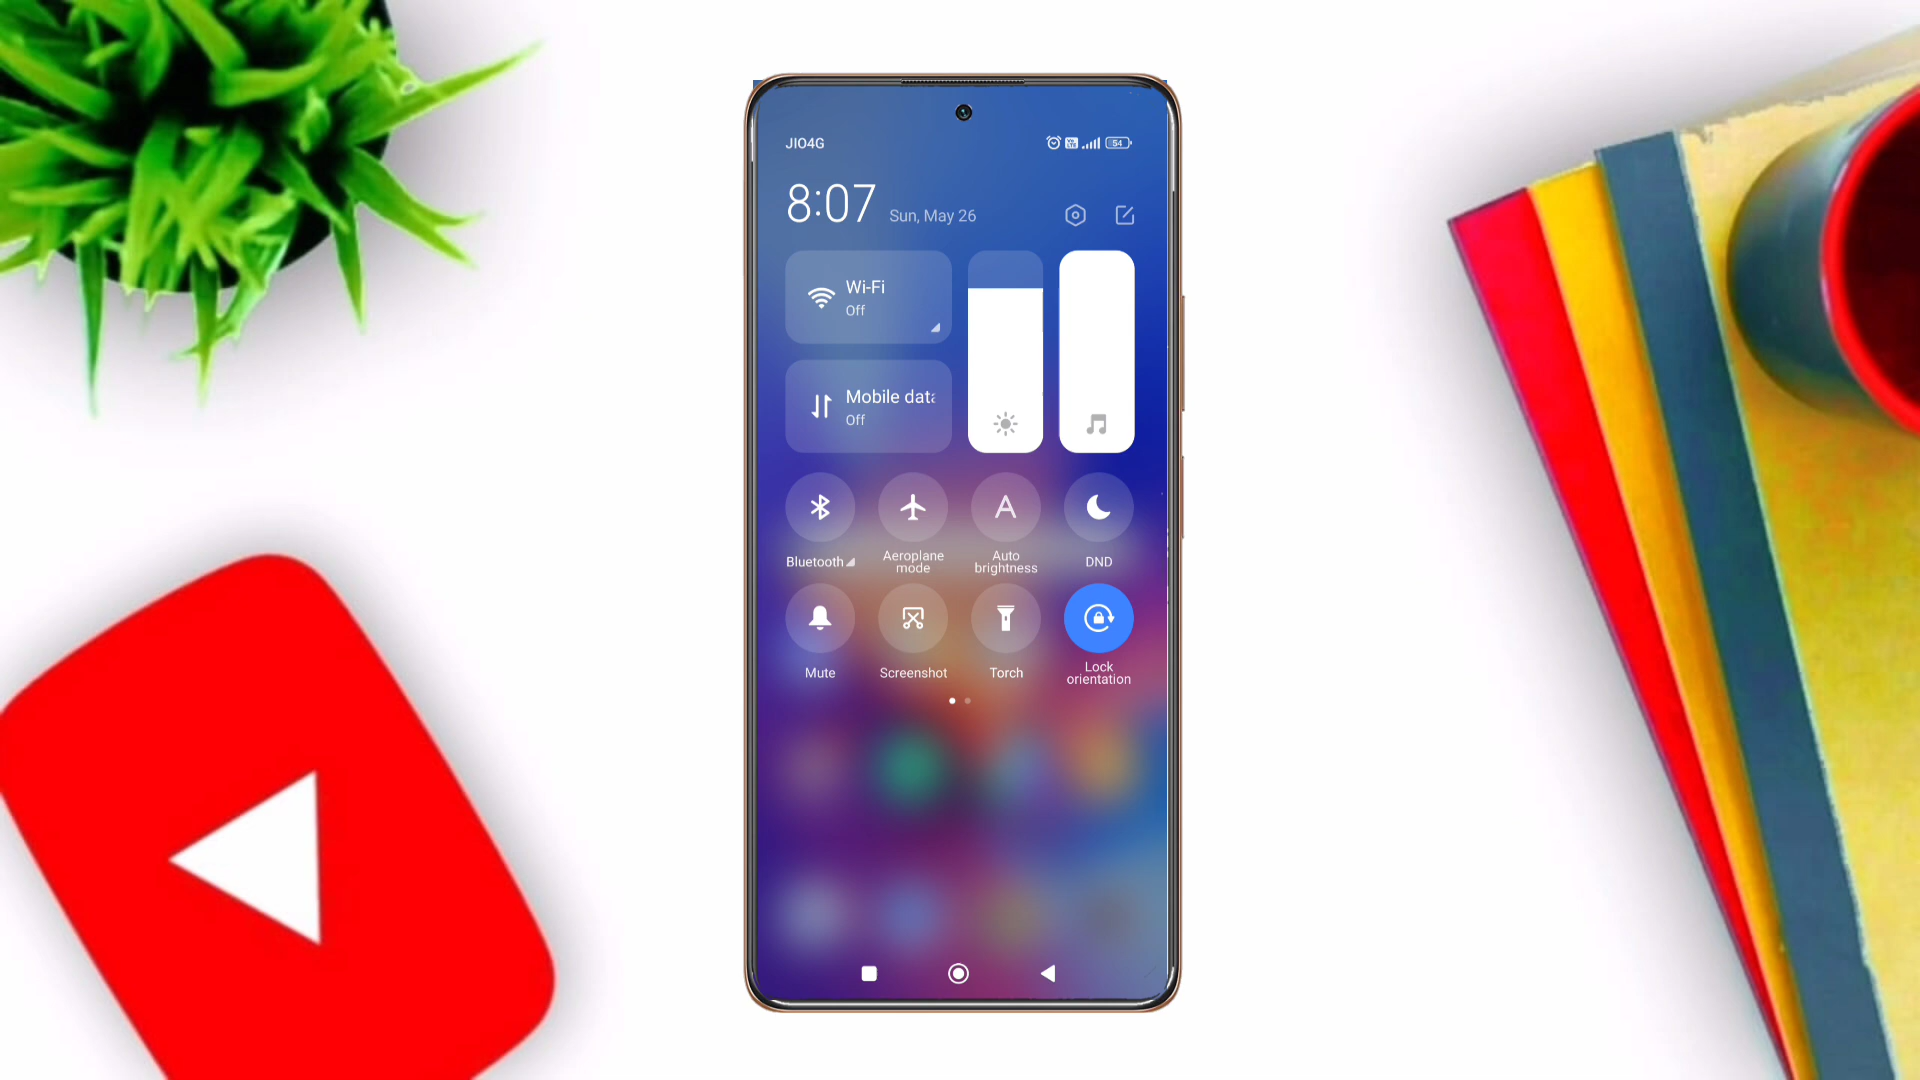 JIO4G
54
8:07 Sun, May 26
Wi-Fi
Off
Mobile data
Off
Bluetooth
Aeroplane
mode
Auto
brightness
DND
Mute
Screenshot
Torch
Lock
orientation